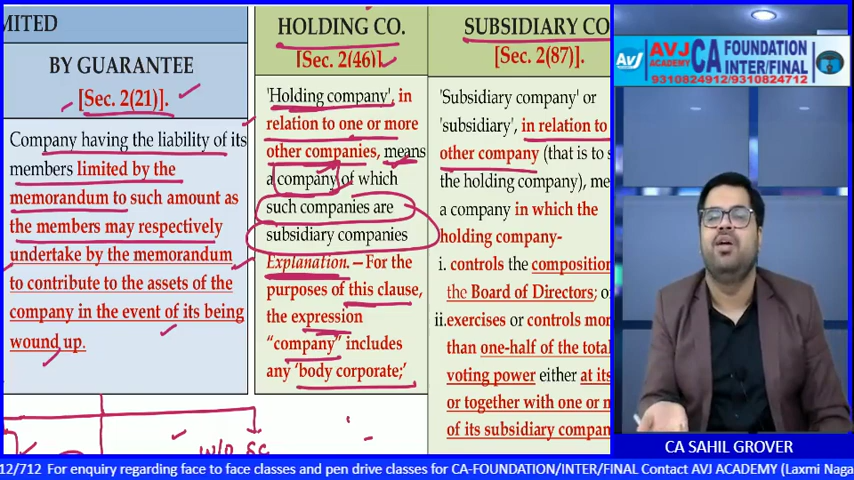 MITED
BY GUARANTEE
[Sec. 2(21)].
Company having the liability of its
members limited by the
memorandum to such amount as
the members may respectively
undertake by the memorandum
to contribute to the assets of the
company in the event of its being
wound up.
HOLDING CO.
[Sec. 2(46)]
'Holding company', in
relation to one or more
other companies, means
a company of which
such companies are
subsidiary companies
Explanation.—For the
purposes of this clause,
the expression
"company" includes
any 'body corporate;'
W/O SC
SUBSIDIARY CO
[Sec. 2(87)].
'Subsidiary company' or
'subsidiary', in relation to
other company (that is to s
the holding company), me
a company in which the
holding company-
i. controls the composition
the Board of Directors; o
ii.exercises or controls mor
than one-half of the total
voting power either at its
or together with one or m
of its subsidiary compan
AVJ
AVJ
ACADEMY
CA
FOUNDATION
INTER/FINAL
9310824912/9310824712
CA SAHIL GROVER
12/712 For enquiry regarding face to face classes and pen drive classes for CA-FOUNDATION/INTER/FINAL Contact AVJ ACADEMY (Laxmi Naga